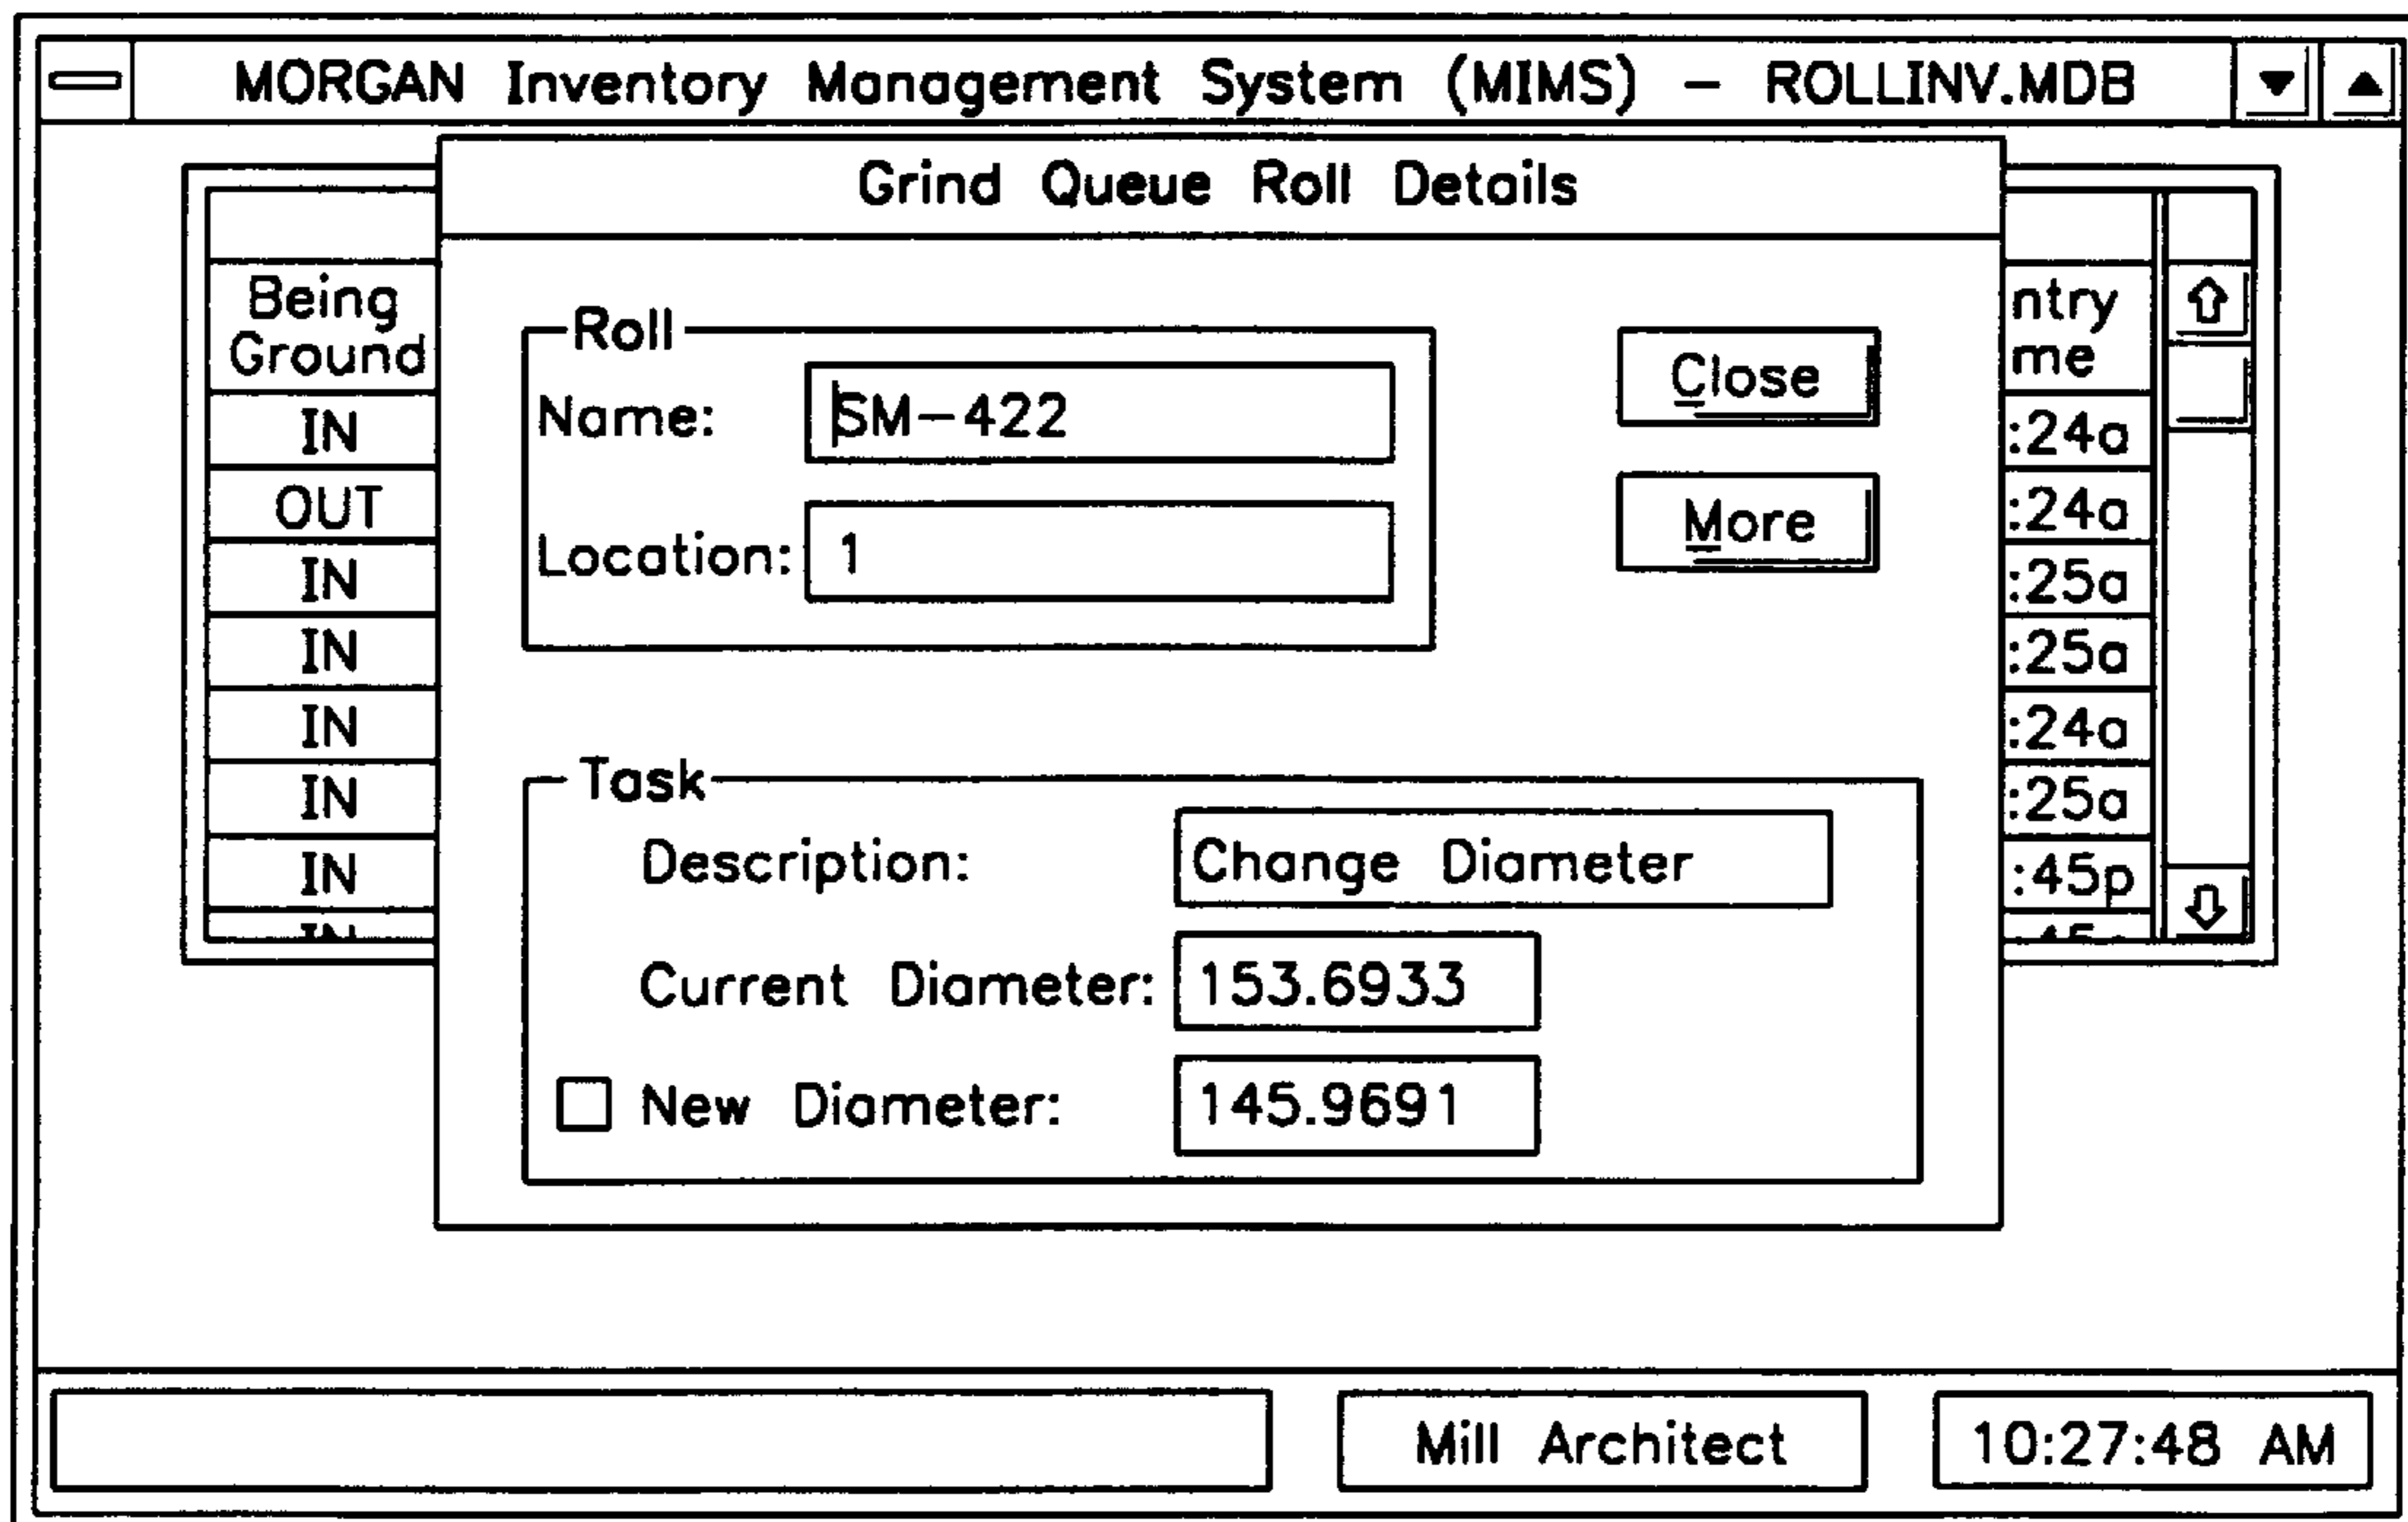 MORGAN Inventory Management System (MIMS) – ROLLINV.MDB
Grind Queue Roll Details
Being
Ground
IN
OUT
IN
IN
IN
IN
IN
IN
Roll
Name: SM–422
Location: 1
Close
More
Task
Description: Change Diameter
Current Diameter: 153.6933
New Diameter: 145.9691
ntry
me
:24a
:24a
:25a
:25a
:24a
:25a
:45p
Mill Architect
10:27:48 AM